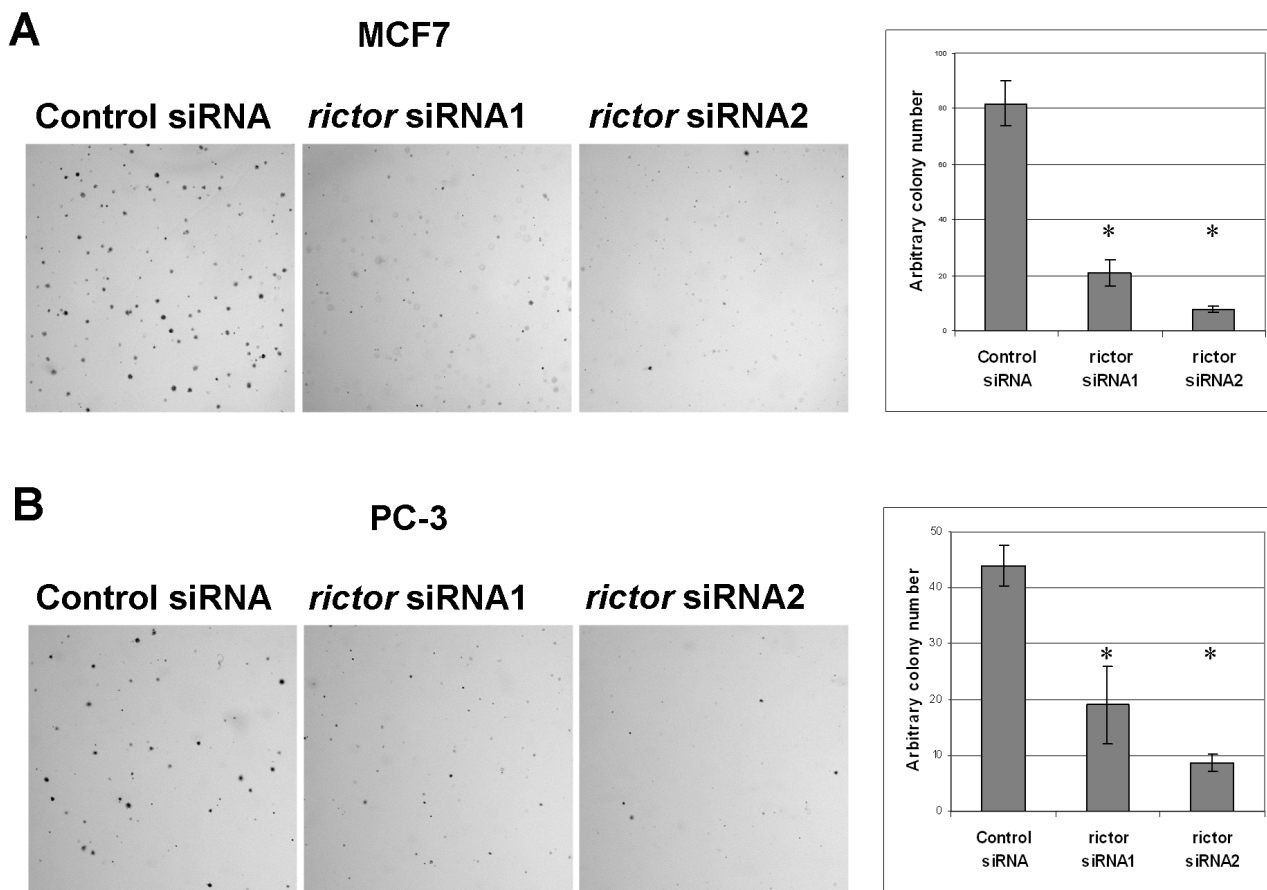 A
MCF7
Control siRNA
rictor siRNA1
rictor siRNA2
Arbitrary colony number
100
80
60
40
20
0
Control
siRNA
rictor
siRNA1
rictor
siRNA2
*
*
B
PC-3
Control siRNA
rictor siRNA1
rictor siRNA2
Arbitrary colony number
50
40
30
20
10
0
Control
siRNA
rictor
siRNA1
rictor
siRNA2
*
*